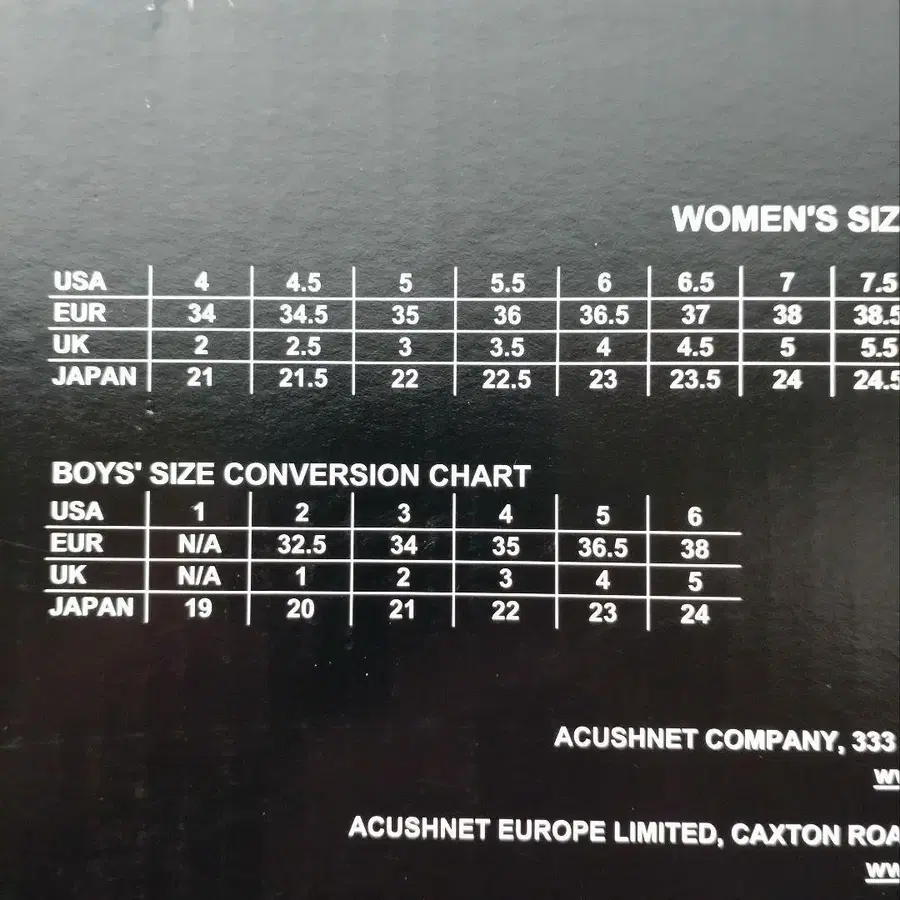 WOMEN'S SIZ
USA 4 4.5 5 5.5 6 6.5 7 7.5
EUR 34 34.5 35 36 36.5 37 38 38.5
UK 2 2.5 3 3.5 4 4.5 5 5.5
JAPAN 21 21.5 22 22.5 23 23.5 24 24.5
BOYS' SIZE CONVERSION CHART
USA 1 2 3 4 5 6
EUR N/A 32.5 34 35 36.5 38
UK N/A 1 2 3 4 5
JAPAN 19 20 21 22 23 24
ACUSHNET COMPANY, 333
ACUSHNET EUROPE LIMITED, CAXTON ROA